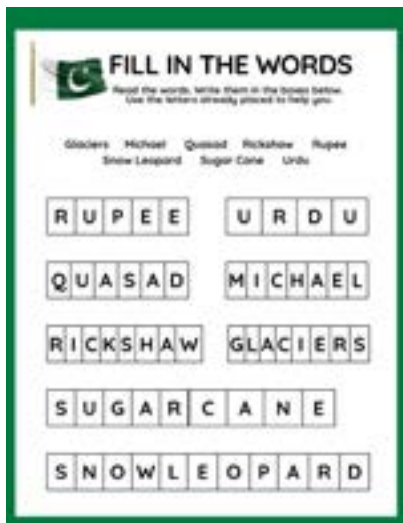 FILL IN THE WORDS
Read the words. Write them in the boxes below.
Use the letters already placed to help you.
Glaciers Michael Quasad Rickshaw Rupee
Snow Leopard Sugar Cane Urdu
RUPEE URDU
QUASAD MICHAEL
RICKSHAW GLACIERS
SUGARCANE
SNOWLEOPARD